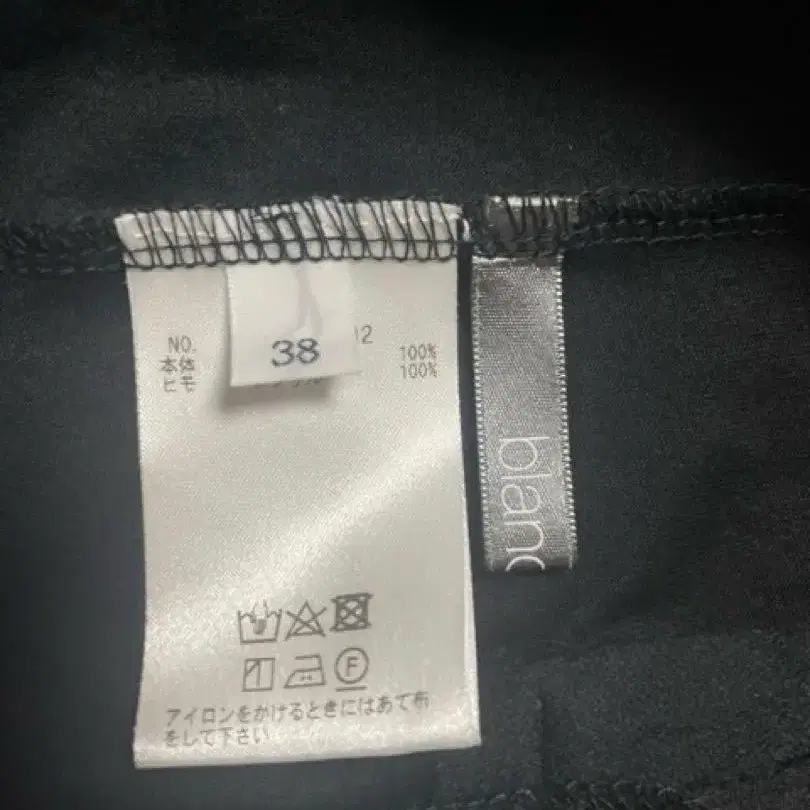 38
NO. 12
本体 100%
ヒモ 100%
blanc
F
アイロンをかけるときにはあて布
をして下さい